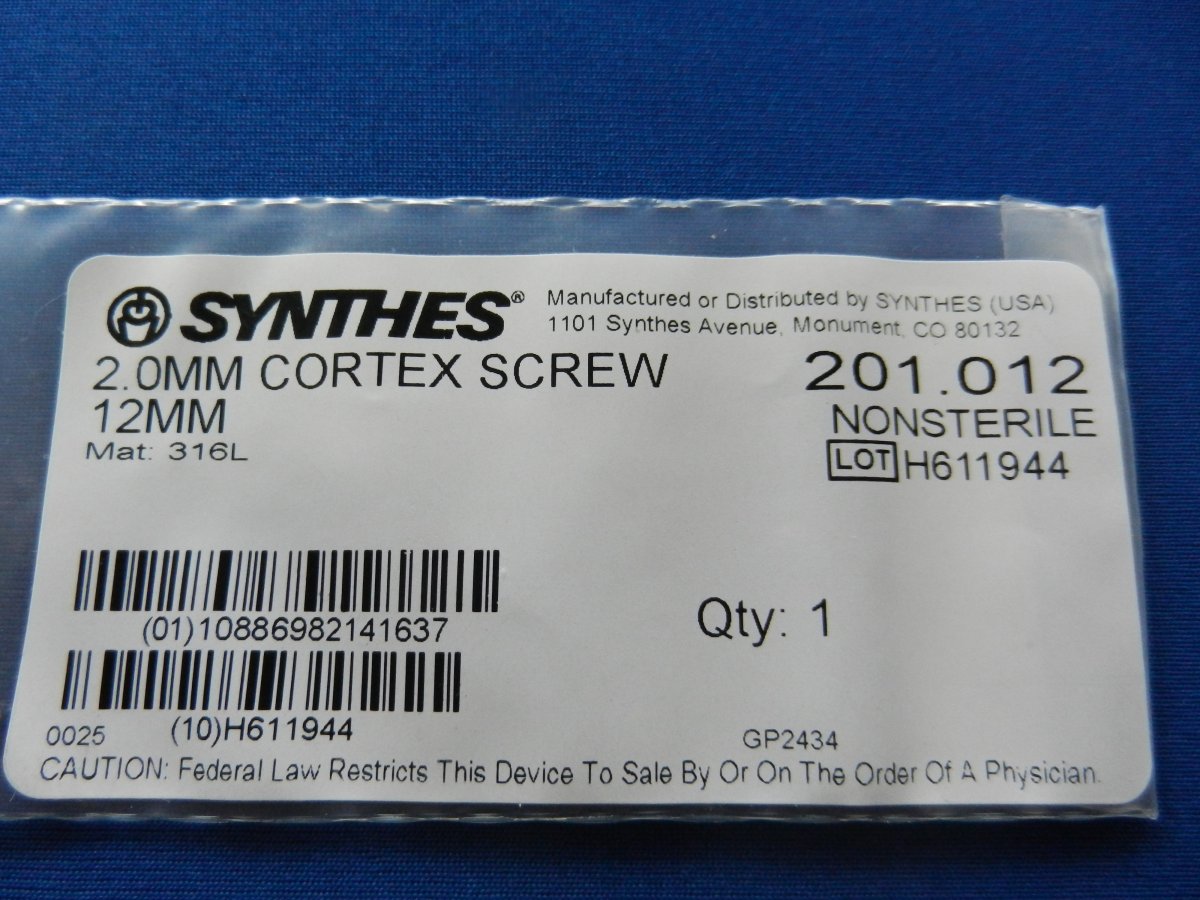 SYNTHES® Manufactured or Distributed by SYNTHES (USA)
1101 Synthes Avenue, Monument, CO 80132
2.0MM CORTEX SCREW 201.012
12MM NONSTERILE
Mat: 316L LOT H611944
(01)10886982141637 Qty: 1
(10)H611944
0025 GP2434
CAUTION: Federal Law Restricts This Device To Sale By Or On The Order Of A Physician.